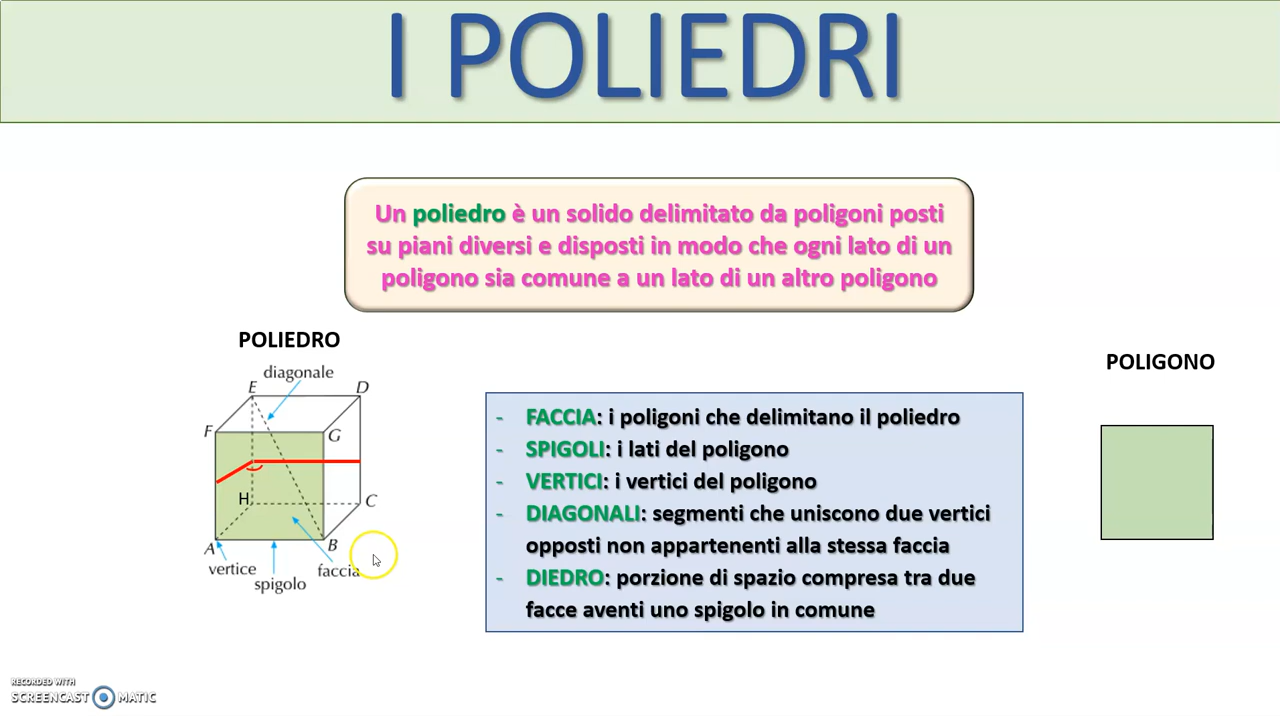 I POLIEDRI
Un poliedro è un solido delimitato da poligoni posti
su piani diversi e disposti in modo che ogni lato di un
poligono sia comune a un lato di un altro poligono
POLIEDRO
diagonale
E
D
F
G
H
C
A
B
vertice
spigolo
faccia
- FACCIA: i poligoni che delimitano il poliedro
- SPIGOLI: i lati del poligono
- VERTICI: i vertici del poligono
- DIAGONALI: segmenti che uniscono due vertici
opposti non appartenenti alla stessa faccia
- DIEDRO: porzione di spazio compresa tra due
facce aventi uno spigolo in comune
POLIGONO
RECORDED WITH
SCREENCAST MATIC